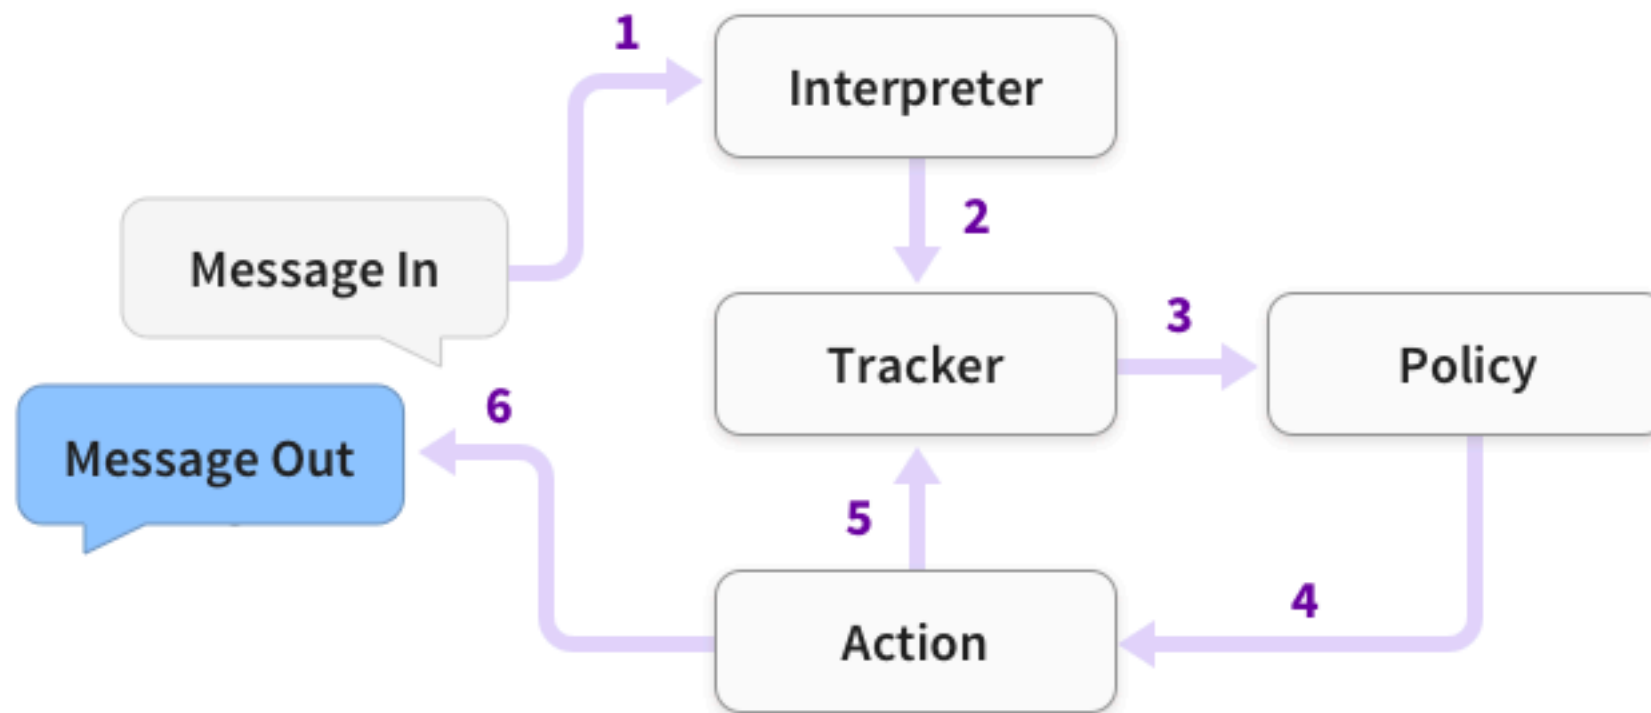 1
Interpreter
2
Message In
3
Tracker
Policy
6
Message Out
5
4
Action